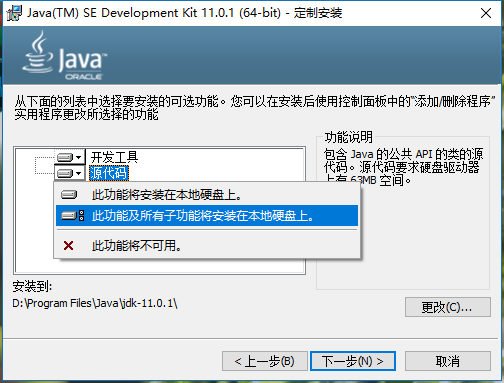 Java(TM) SE Development Kit 11.0.1 (64-bit) - 定制安装
Java
ORACLE
从下面的列表中选择要安装的可选功能。您可以在安装后使用控制面板中的"添加/删除程序"
实用程序更改所选择的功能
开发工具
源代码
此功能将安装在本地硬盘上。
此功能及所有子功能将安装在本地硬盘上。
此功能将不可用。
功能说明
包含 Java 的公共 API 的类的源
代码。源代码要求硬盘驱动器
上有 63MB 空间。
安装到:
D:\Program Files\Java\jdk-11.0.1\
更改(C)...
< 上一步(B)
下一步(N) >
取消